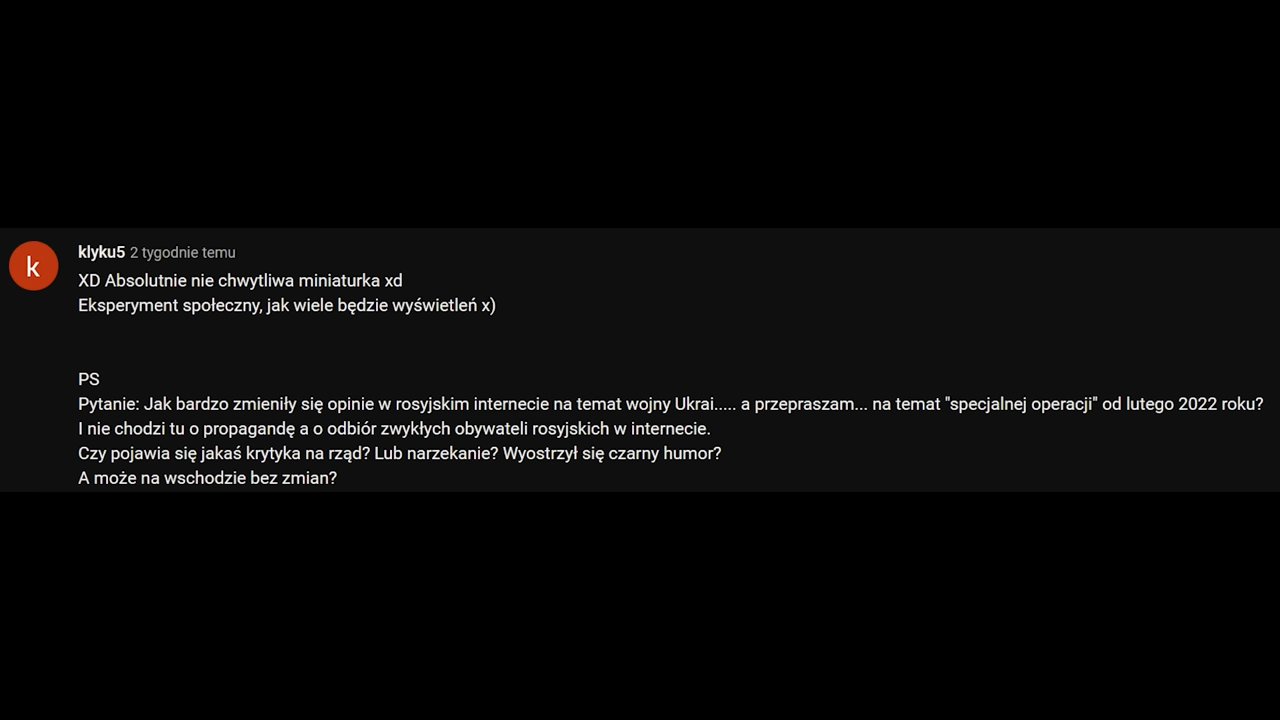 k
klyku5 2 tygodnie temu
XD Absolutnie nie chwytliwa miniaturka xd
Eksperyment społeczny, jak wiele będzie wyświetleń x)
PS
Pytanie: Jak bardzo zmieniły się opinie w rosyjskim internecie na temat wojny Ukrai..... a przepraszam... na temat "specjalnej operacji" od lutego 2022 roku?
I nie chodzi tu o propagandę a o odbiór zwykłych obywateli rosyjskich w internecie.
Czy pojawia się jakaś krytyka na rząd? Lub narzekanie? Wyostrzył się czarny humor?
A może na wschodzie bez zmian?